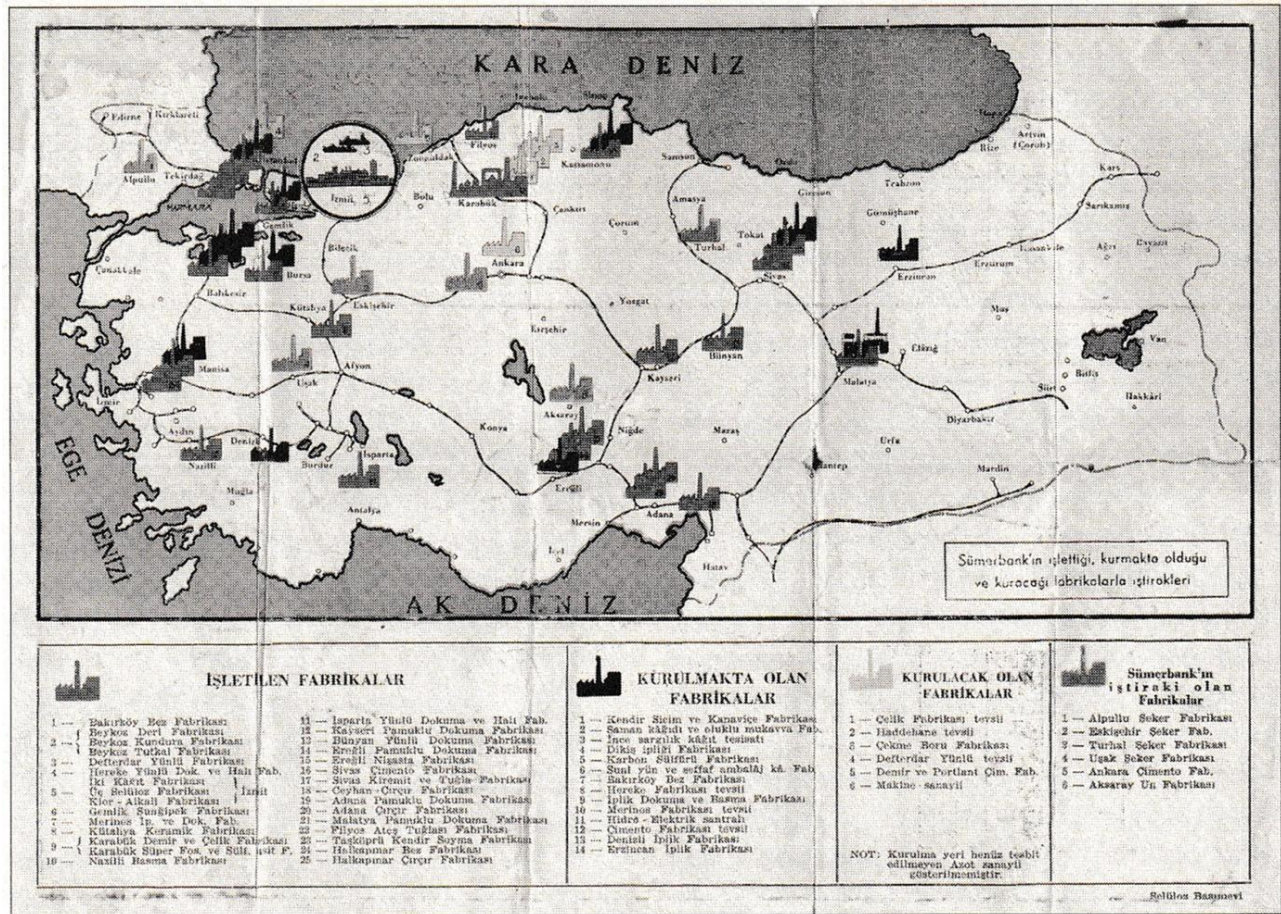 KARA DENİZ
Edirne
Kırklareli
Alpullu
Tekirdağ
İstanbul
MARMARA
2 3
İzmit, 5
Zonguldak
Filyos
İnebolu
Sinop
Kastamonu
Samsun
Ordu
Giresun
Trabzon
Rize
Hopa
Artvin
(Çoruh)
Kars
Sarıkamış
Bolu
Karabük
Çankırı
Amasya
Çorum
Turhal
Tokat
Gümüşhane
Gemlik
Bilecik
Ankara
Çanakkale
Bursa
Eskişehir
Sivas
Erzincan
Erzurum
Ağrı
Balıkesir
Kütahya
Yozgat
Kırşehir
Muş
Van
Manisa
Uşak
Afyon
Kayseri
Bünyan
Malatya
Elâzığ
Bitlis
Siirt
Hakkâri
İzmir
Aksaray
Diyarbakır
Aydın
Nazilli
Denizli
Burdur
Isparta
Konya
Niğde
Maraş
Urfa
Mardin
Muğla
Ereğli
Antalya
Mersin
Adana
İçel
Hatay
EGE
DENİZİ
AK DENİZ
Sümerbank'ın işlettiği, kurmakta olduğu
ve kuracağı fabrikalarla iştirakleri
İŞLETİLEN FABRİKALAR
1 — Bakırköy Bez Fabrikası
Beykoz Deri Fabrikası
2 — Beykoz Kundura Fabrikası
Beykoz Tutkal Fabrikası
3 — Defterdar Yünlü Fabrikası
4 — Hereke Yünlü Dok. ve Halı Fab.
İki Kâğıt Fabrikası
5 — Üç Selüloz Fabrikası İzmit
Klor - Alkali Fabrikası
6 — Gemlik Sunğipek Fabrikası
7 — Merinos İp. ve Dok. Fab.
8 — Kütahya Keramik Fabrikası
9 — Karabük Demir ve Çelik Fabrikası
Karabük Süper Fos. ve Sülf. asit F.
10 — Nazilli Basma Fabrikası
11 — Isparta Yünlü Dokuma ve Halı Fab.
12 — Kayseri Pamuklu Dokuma Fabrikası
13 — Bünyan Yünlü Dokuma Fabrikası
14 — Ereğli Pamuklu Dokuma Fabrikası
15 — Ereğli Nişasta Fabrikası
16 — Sivas Çimento Fabrikası
17 — Sivas Kiremit ve Tuğla Fabrikası
18 — Ceyhan - Çırçır Fabrikası
19 — Adana Pamuklu Dokuma Fabrikası
20 — Adana Çırçır Fabrikası
21 — Malatya Pamuklu Dokuma Fabrikası
22 — Filyos Ateş Tuğlası Fabrikası
23 — Taşköprü Kendir Soyma Fabrikası
24 — Halkapınar Bez Fabrikası
25 — Halkapınar Çırçır Fabrikası
KURULMAKTA OLAN
FABRİKALAR
1 — Kendir Sicim ve Kanaviçe Fabrikası
2 — Saman kâğıdı ve oluklu mukavva Fab.
3 — İnce sargılık kâğıt tesisatı
4 — Dikiş ipliği Fabrikası
5 — Karbon Sülfürü Fabrikası
6 — Suni yün ve şeffaf ambalâj kâ. Fab
7 — Bakırköy Bez Fabrikası
8 — Hereke Fabrikası tevsii
9 — İplik Dokuma ve Basma Fabrikası
10 — Merinos Fabrikası tevsii
11 — Hidro - Elektrik santralı
12 — Çimento Fabrikası tevsii
13 — Denizli İplik Fabrikası
14 — Erzincan İplik Fabrikası
KURULACAK OLAN
FABRİKALAR
1 — Çelik Fabrikası tevsii
2 — Haddehane tevsii
3 — Çekme Boru Fabrikası
4 — Defterdar Yünlü tevsii
5 — Demir ve Portlant Çim. Fab.
6 — Makine sanayii
NOT: Kurulma yeri henüz tesbit
edilmeyen Azot sanayii
gösterilmemiştir.
Sümerbank'ın
iştiraki olan
Fabrikalar
1 — Alpullu Şeker Fabrikası
2 — Eskişehir Şeker Fab.
3 — Turhal Şeker Fabrikası
4 — Uşak Şeker Fabrikası
5 — Ankara Çimento Fab.
6 — Aksaray Un Fabrikası
Selüloz Basımevi